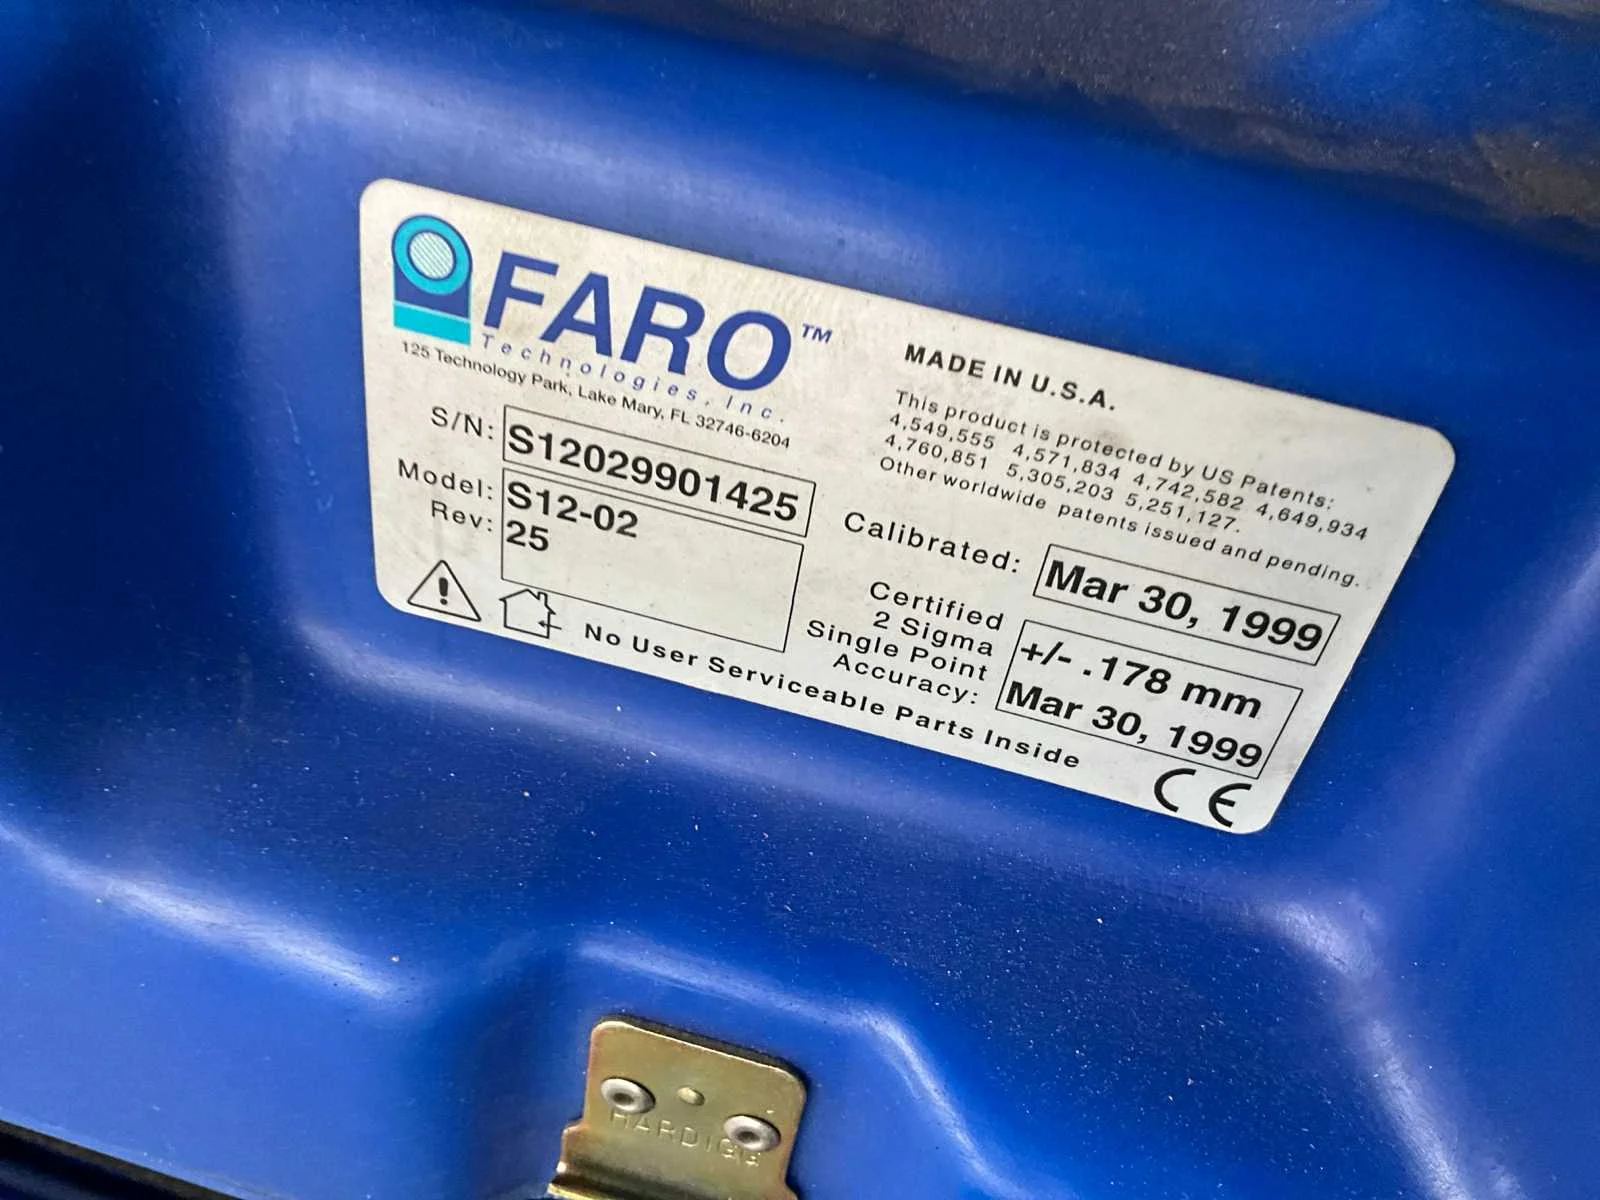 FARO™
Technologies, Inc.
125 Technology Park, Lake Mary, FL 32746-6204
S/N: S12029901425
Model: S12-02
Rev: 25
No User Serviceable Parts Inside
MADE IN U.S.A.
This product is protected by US Patents:
4,549,555 4,571,834 4,742,582 4,649,934
4,760,851 5,305,203 5,251,127.
Other worldwide patents issued and pending.
Calibrated: Mar 30, 1999
Certified
2 Sigma
Single Point
Accuracy:
+/- .178 mm
Mar 30, 1999
CE
HARDIGG